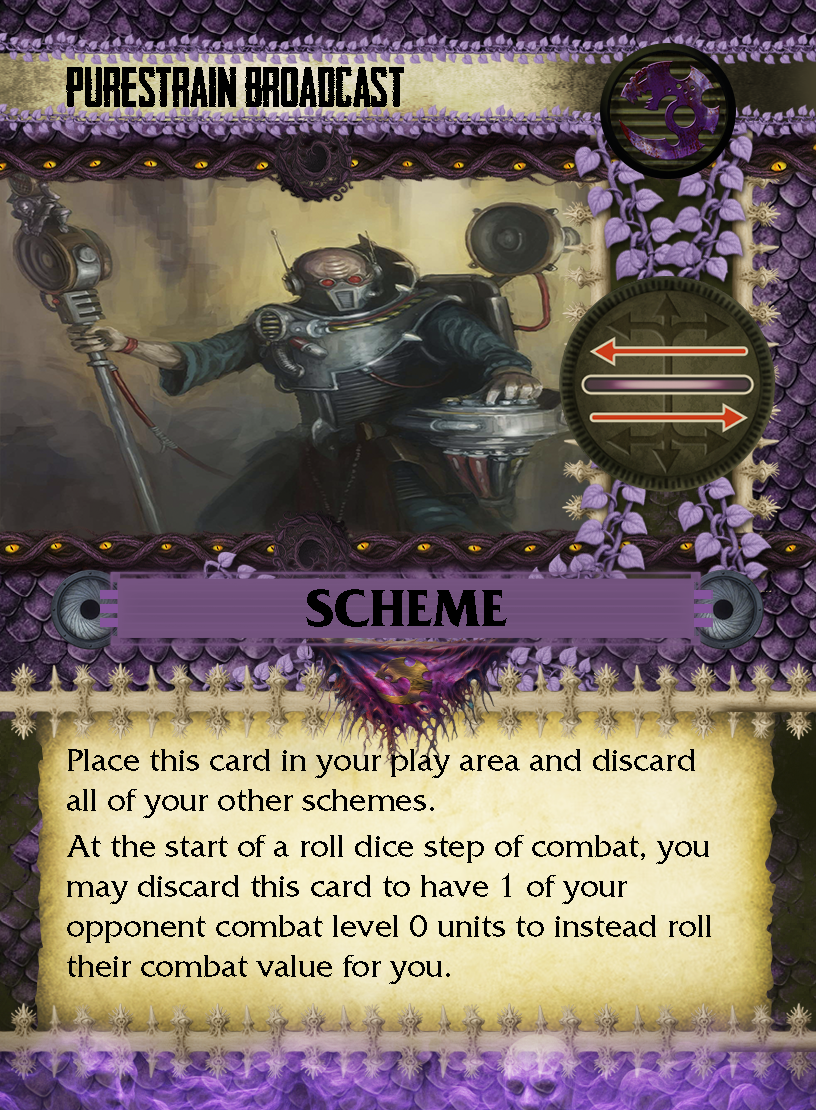 PURESTRAIN BROADCAST
SCHEME
Place this card in your play area and discard
all of your other schemes.
At the start of a roll dice step of combat, you
may discard this card to have 1 of your
opponent combat level 0 units to instead roll
their combat value for you.